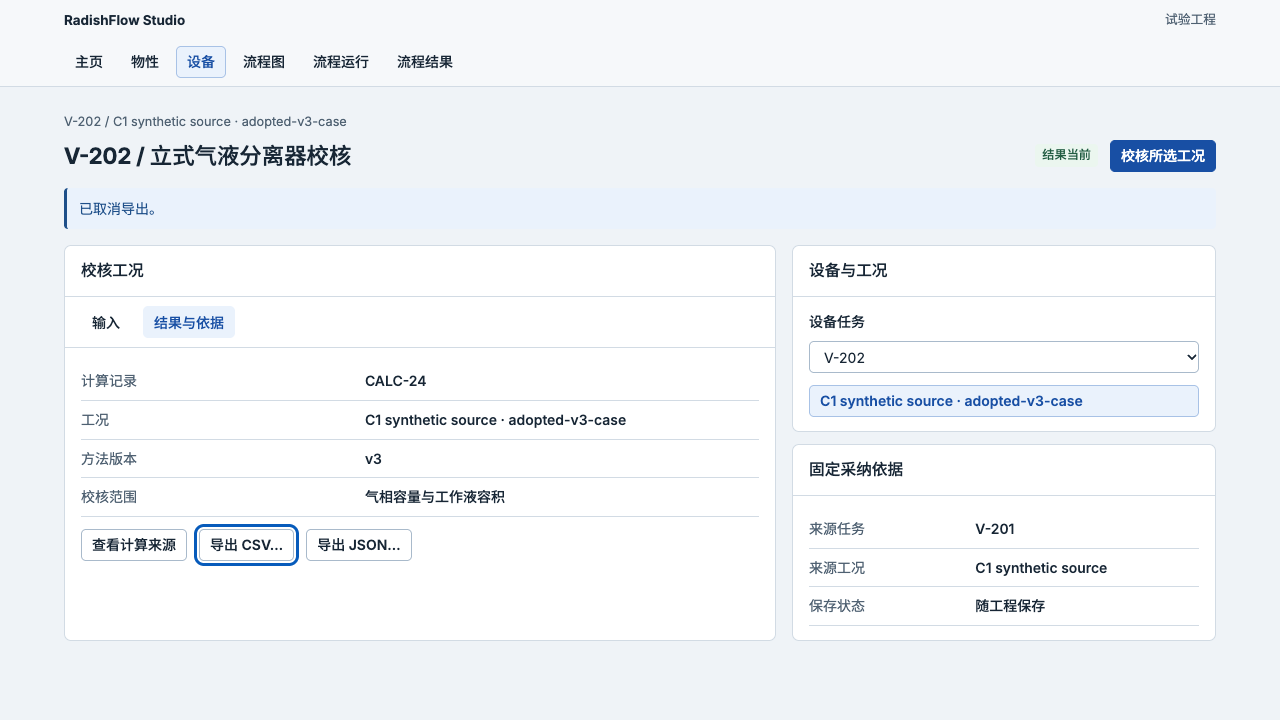 RadishFlow Studio
试验工程
主页 物性 设备 流程图 流程运行 流程结果
V-202 / C1 synthetic source · adopted-v3-case
V-202 / 立式气液分离器校核
结果当前
校核所选工况
已取消导出。
校核工况
输入 结果与依据
计算记录 CALC-24
工况 C1 synthetic source · adopted-v3-case
方法版本 v3
校核范围 气相容量与工作液容积
查看计算来源 导出 CSV... 导出 JSON...
设备与工况
设备任务
V-202
C1 synthetic source · adopted-v3-case
固定采纳依据
来源任务 V-201
来源工况 C1 synthetic source
保存状态 随工程保存